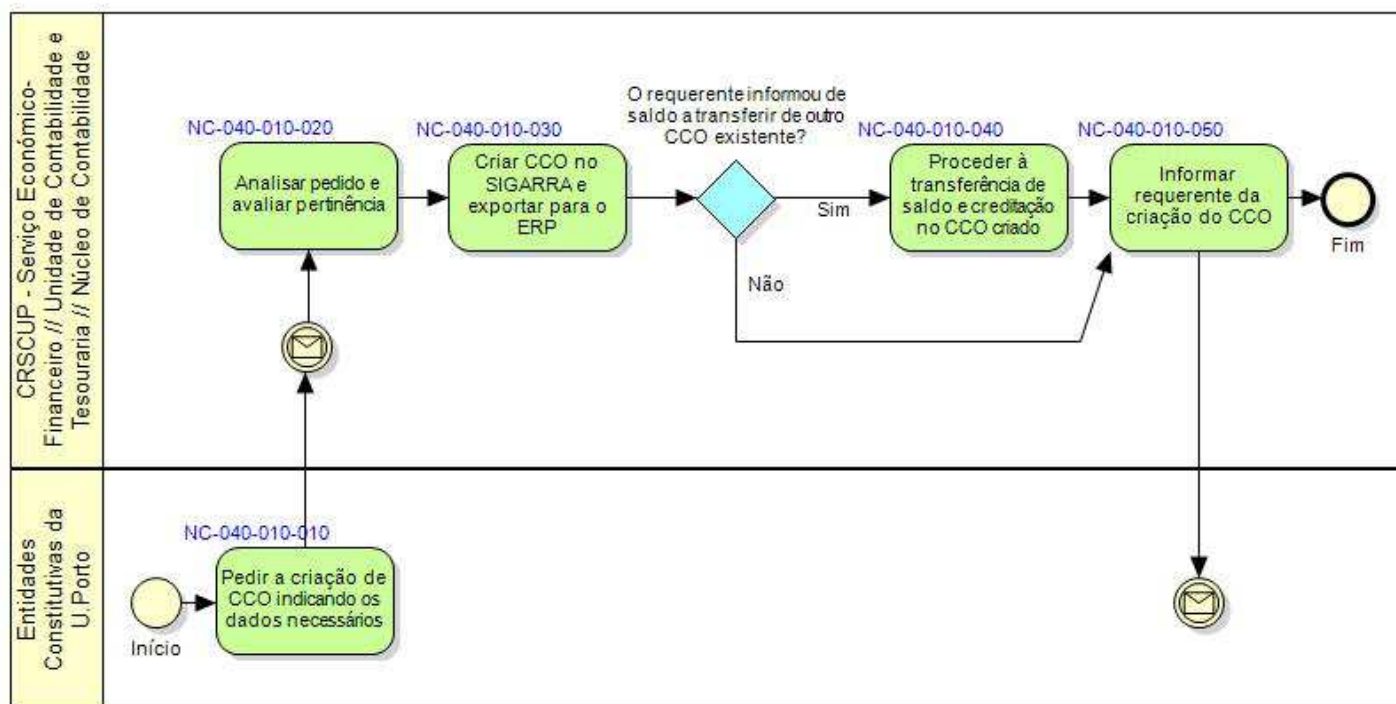 CRSCUP - Serviço Económico-
Financeiro // Unidade de Contabilidade e
Tesouraria // Núcleo de Contabilidade
NC-040-010-020
Analisar pedido e
avaliar pertinência
NC-040-010-030
Criar CCO no
SIGARRA e
exportar para o
ERP
O requerente informou de
saldo a transferir de outro
CCO existente?
Sim
Não
NC-040-010-040
Proceder à
transferência de
saldo e creditação
no CCO criado
NC-040-010-050
Informar
requerente da
criação do CCO
Fim
Entidades
Constitutivas da
U.Porto
Início
NC-040-010-010
Pedir a criação de
CCO indicando os
dados necessários